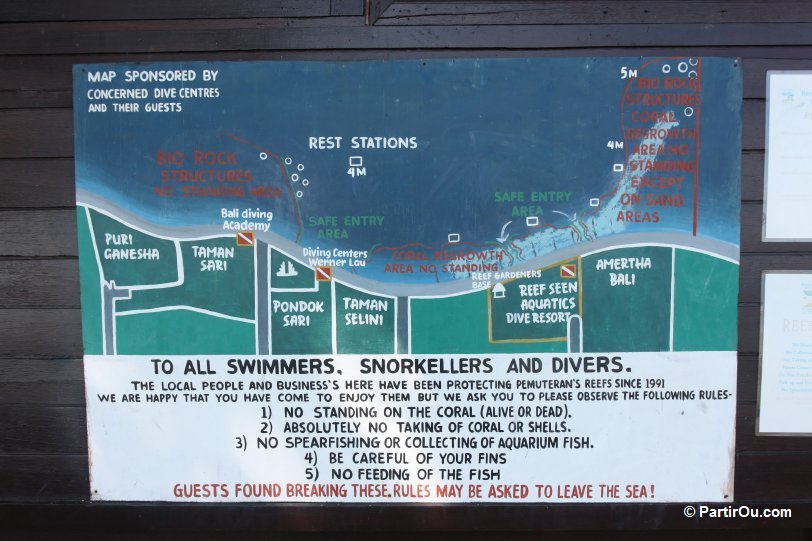 MAP SPONSORED BY
CONCERNED DIVE CENTRES
AND THEIR GUESTS
REST STATIONS
4M
BIG ROCK
STRUCTURES
NO STANDING AREA
5M
BIG ROCK
STRUCTURES
CORAL
REGROWTH
AREA NO
STANDING
EXCEPT
ON SAND
AREAS
4M
SAFE ENTRY
AREA
SAFE ENTRY
AREA
CORAL REGROWTH
AREA NO STANDING
Bali diving
Academy
Diving Centers
Werner Lau
REEF GARDENERS
BASE
PURI
GANESHA
TAMAN
SARI
PONDOK
SARI
TAMAN
SELINI
REEF SEEN
AQUATICS
DIVE RESORT
AMERTHA
BALI
TO ALL SWIMMERS, SNORKELLERS AND DIVERS.
THE LOCAL PEOPLE AND BUSINESS'S HERE HAVE BEEN PROTECTING PEMUTERAN'S REEFS SINCE 1991
WE ARE HAPPY THAT YOU HAVE COME TO ENJOY THEM BUT WE ASK YOU TO PLEASE OBSERVE THE FOLLOWING RULES-
1) NO STANDING ON THE CORAL (ALIVE OR DEAD).
2) ABSOLUTELY NO TAKING OF CORAL OR SHELLS.
3) NO SPEARFISHING OR COLLECTING OF AQUARIUM FISH.
4) BE CAREFUL OF YOUR FINS
5) NO FEEDING OF THE FISH
GUESTS FOUND BREAKING THESE.RULES MAY BE ASKED TO LEAVE THE SEA!
© PartirOu.com